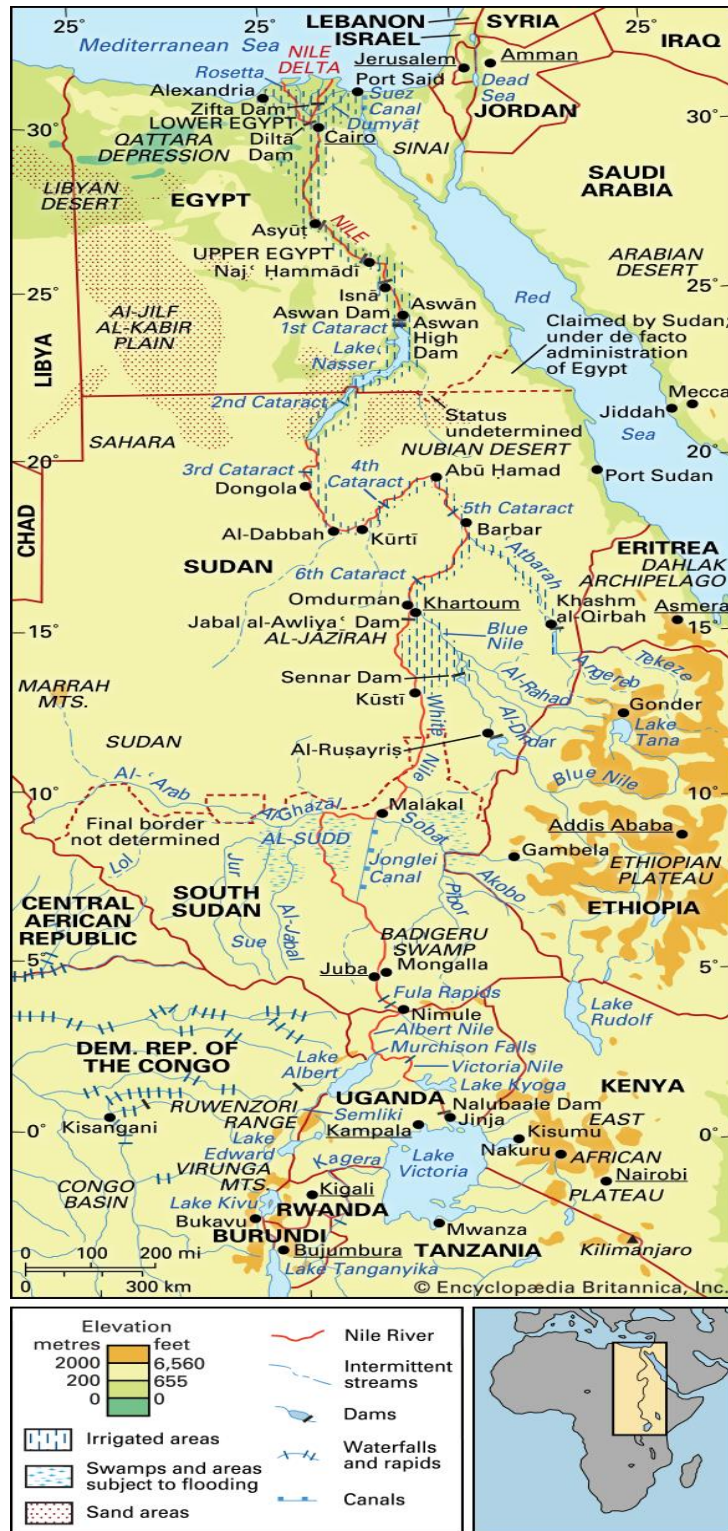 25°
25°
25°
LEBANON
SYRIA
ISRAEL
IRAQ
Mediterranean Sea
NILE
DELTA
Rosetta
Jerusalem
Amman
Alexandria
Port Said
Dead
Sea
Zifta Dam
Suez
Canal
JORDAN
LOWER EGYPT
Dumyāṭ
30°
30°
Diltā
Dam
Cairo
QATTARA
DEPRESSION
SINAI
SAUDI
ARABIA
LIBYAN
DESERT
EGYPT
NILE
Asyūṭ
UPPER EGYPT
Najʿ Ḥammādī
ARABIAN
DESERT
25°
25°
Isnā
Aswan Dam
Aswān
Red
AI-JILF
AL-KABIR
PLAIN
1st Cataract
Aswan
High
Dam
Claimed by Sudan;
under de facto
administration
of Egypt
Lake
Nasser
LIBYA
2nd Cataract
Mecca
Status
undetermined
Jiddah
SAHARA
NUBIAN DESERT
Sea
20°
20°
3rd Cataract
4th
Cataract
Abū Ḥamad
Port Sudan
Dongola
5th Cataract
CHAD
Al-Dabbah
Kūrtī
Barbar
SUDAN
Atbarah
ERITREA
DAHLAK
ARCHIPELAGO
6th Cataract
Omdurman
Khartoum
Khashm
al-Qirbah
Asmera
15°
15°
Jabal al-Awliyaʿ Dam
AL-JAZĪRAH
Blue
Nile
Angereb
Tekeze
Sennar Dam
Al-Rahad
MARRAH
MTS.
Kūstī
White
Nile
Gonder
Al-Dindar
Lake
Tana
SUDAN
Al-Ruṣayriṣ
Al-ʿArab
Blue Nile
10°
10°
Al-Ghazāl
Malakal
Final border
not determined
AL-SUDD
Sobat
Addis Ababa
Lol
Jur
Jonglei
Canal
Gambela
ETHIOPIAN
PLATEAU
CENTRAL
AFRICAN
REPUBLIC
SOUTH
SUDAN
Al-Jabal
Pibor
Akobo
ETHIOPIA
Sue
BADIGERU
SWAMP
5°
5°
Juba
Mongalla
Fula Rapids
Nimule
Lake
Rudolf
Albert Nile
DEM. REP. OF
THE CONGO
Lake
Albert
Murchison Falls
Victoria Nile
Lake Kyoga
KENYA
UGANDA
RUWENZORI
RANGE
Semliki
Nalubaale Dam
Jinja
EAST
AFRICAN
PLATEAU
Kisangani
Kampala
Kisumu
0°
0°
Lake
Edward
Nakuru
VIRUNGA
MTS.
Kagera
Lake
Victoria
CONGO
BASIN
Nairobi
Lake Kivu
Kigali
RWANDA
Bukavu
BURUNDI
Mwanza
Bujumbura
TANZANIA
Kilimanjaro
Lake Tanganyika
0 100 200 mi
0 300 km
© Encyclopædia Britannica, Inc.
Elevation
metres feet
2000 6,560
200 655
0 0
Irrigated areas
Swamps and areas
subject to flooding
Sand areas
Nile River
Intermittent
streams
Dams
Waterfalls
and rapids
Canals